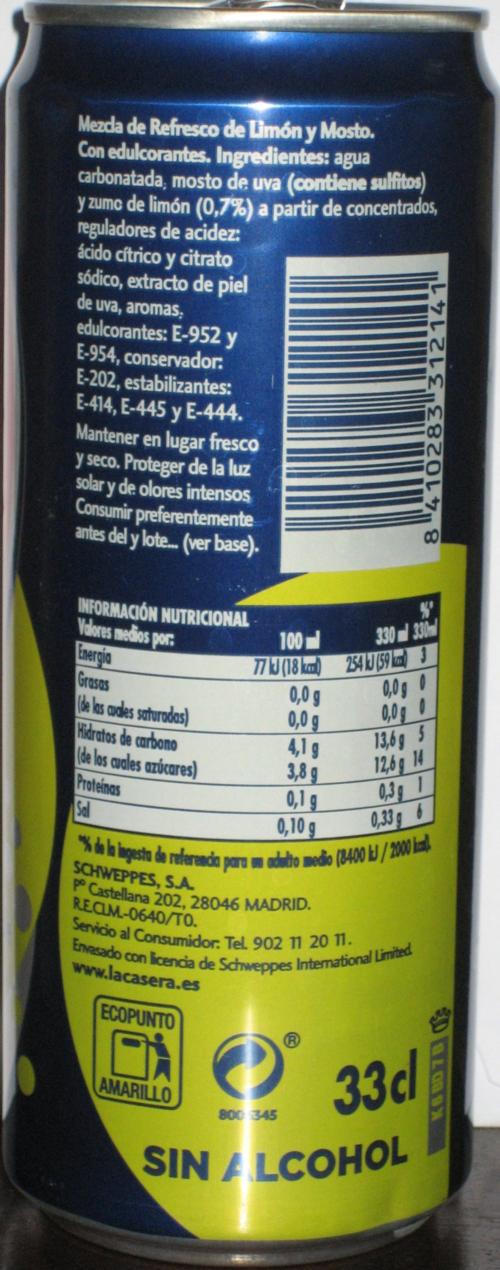 Mezcla de Refresco de Limón y Mosto.
Con edulcorantes. Ingredientes: agua
carbonatada, mosto de uva (contiene sulfitos)
y zumo de limón (0,7%) a partir de concentrados,
reguladores de acidez:
ácido cítrico y citrato
sódico, extracto de piel
de uva, aromas,
edulcorantes: E-952 y
E-954, conservador:
E-202, estabilizantes:
E-414, E-445 y E-444.
Mantener en lugar fresco
y seco. Proteger de la luz
solar y de olores intensos
Consumir preferentemente
antes del y lote... (ver base).
8 410283 312141
INFORMACIÓN NUTRICIONAL %*
Valores medios por: 100 ml 330 ml 330ml
Energía 77 kJ (18 kcal) 254 kJ (59 kcal) 3
Grasas 0,0 g 0,0 g 0
(de las cuales saturadas) 0,0 g 0,0 g 0
Hidratos de carbono 4,1 g 13,6 g 5
(de los cuales azúcares) 3,8 g 12,6 g 14
Proteínas 0,1 g 0,3 g 1
Sal 0,10 g 0,33 g 6
*% de la ingesta de referencia para un adulto medio (8400 kJ / 2000 kcal).
SCHWEPPES, S.A.
Pº Castellana 202, 28046 MADRID.
R.E.CLM.-0640/TO.
Servicio al Consumidor: Tel. 902 11 20 11.
Envasado con licencia de Schweppes International Limited.
www.lacasera.es
ECOPUNTO
AMARILLO
®
33cl
SIN ALCOHOL